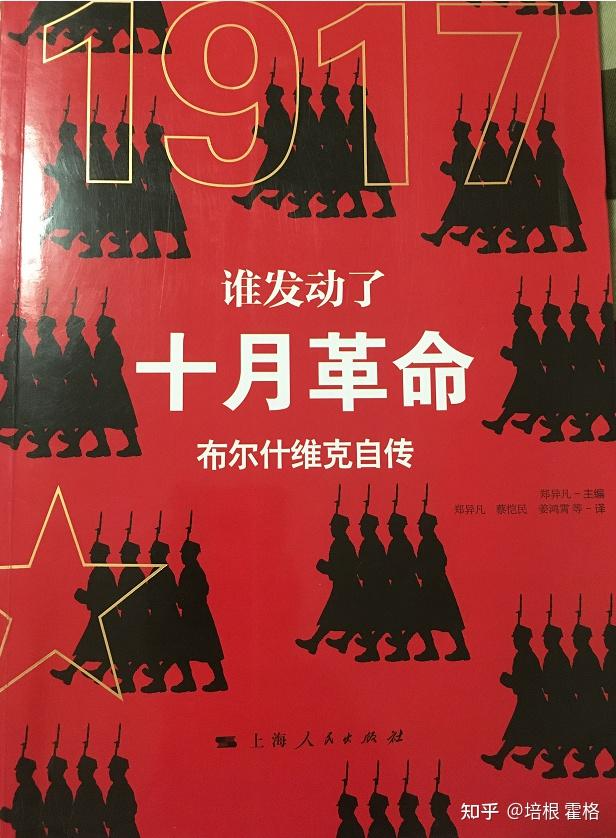 1917
谁发动了
十月革命
布尔什维克自传
郑异凡-主编
郑异凡 蔡恺民 姜鸿霄 等-译
上海人民出版社
知乎 @培根 霍格